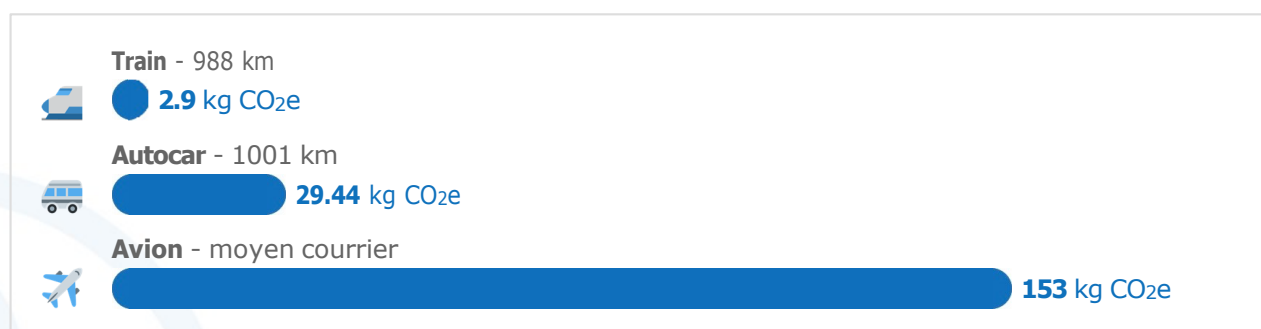 Train - 988 km
2.9 kg CO2e
Autocar - 1001 km
29.44 kg CO2e
Avion - moyen courrier
153 kg CO2e